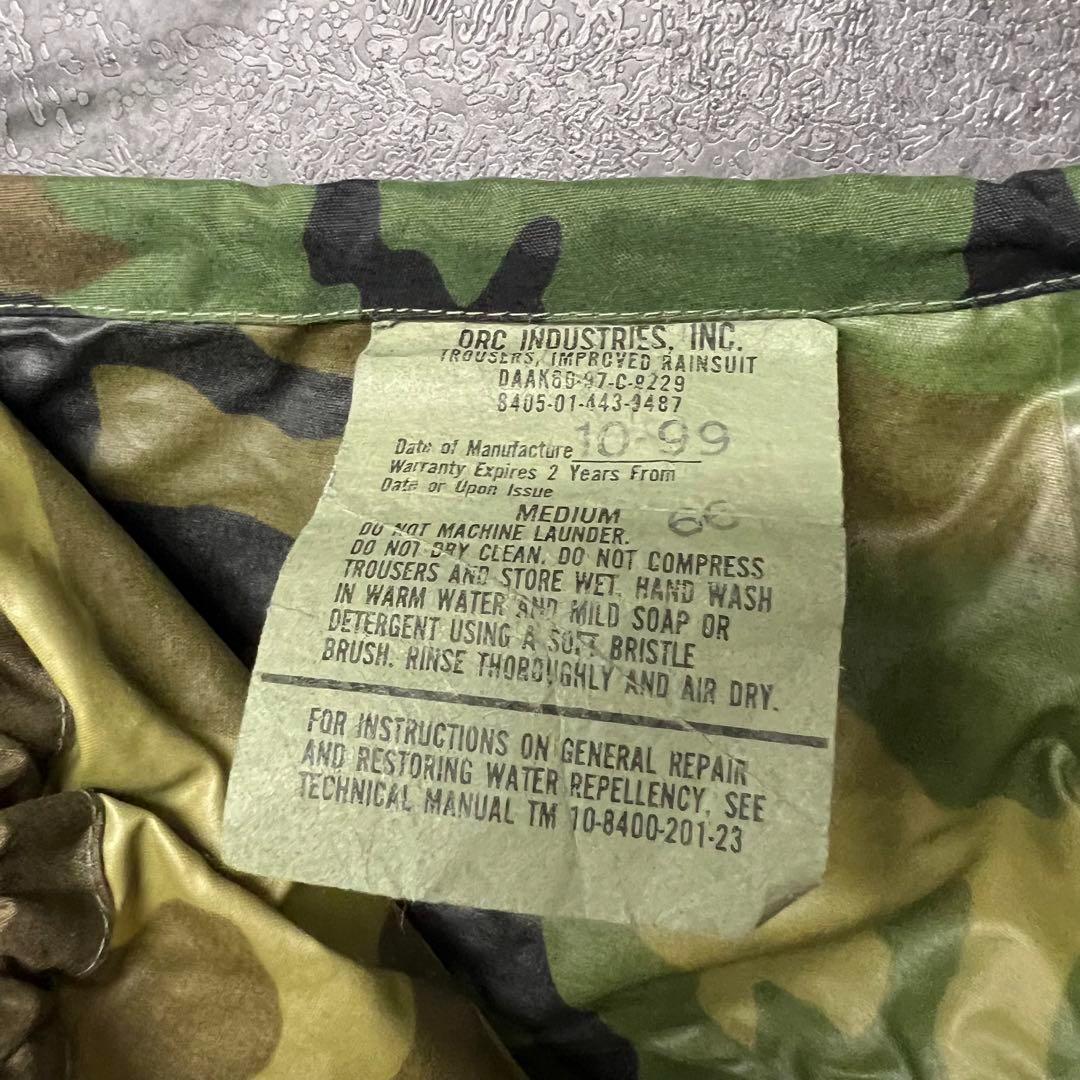 ORC INDUSTRIES, INC.
TROUSERS, IMPROVED RAINSUIT
DAAK60-97-C-9229
8405-01-443-9487
Date of Manufacture 10-99
Warranty Expires 2 Years From
Date or Upon Issue
MEDIUM 66
DO NOT MACHINE LAUNDER.
DO NOT DRY CLEAN. DO NOT COMPRESS
TROUSERS AND STORE WET. HAND WASH
IN WARM WATER AND MILD SOAP OR
DETERGENT USING A SOFT BRISTLE
BRUSH. RINSE THOROUGHLY AND AIR DRY.
FOR INSTRUCTIONS ON GENERAL REPAIR
AND RESTORING WATER REPELLENCY, SEE
TECHNICAL MANUAL TM 10-8400-201-23